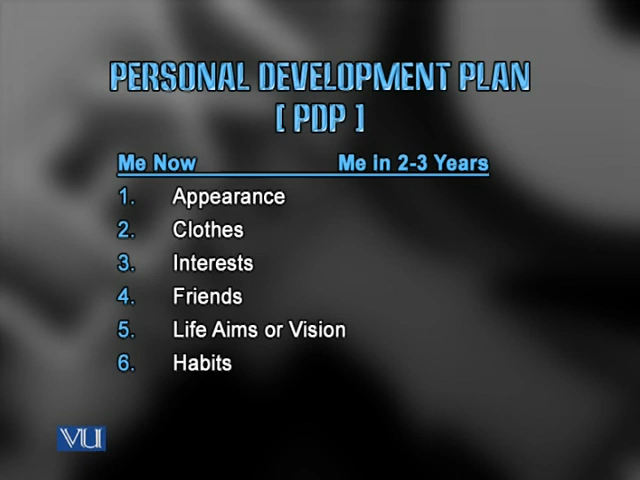 PERSONAL DEVELOPMENT PLAN
[ PDP ]
Me Now Me in 2-3 Years
1. Appearance
2. Clothes
3. Interests
4. Friends
5. Life Aims or Vision
6. Habits
VU